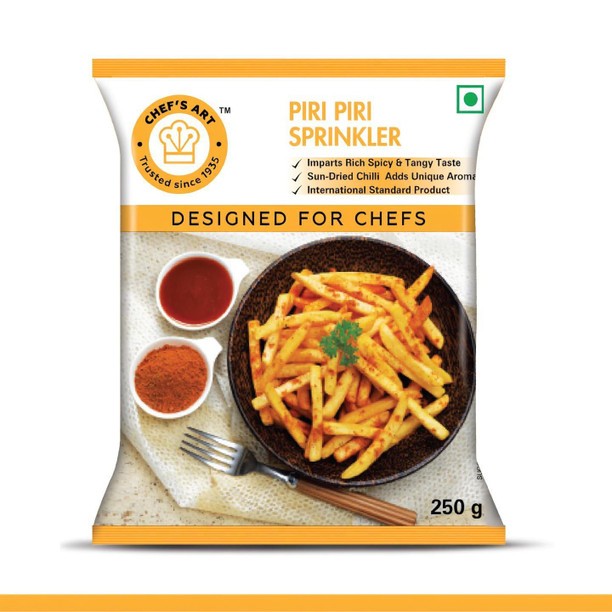 CHEF'S ART
Trusted since 1935
TM
PIRI PIRI
SPRINKLER
✓ Imparts Rich Spicy & Tangy Taste
✓ Sun-Dried Chilli Adds Unique Aroma
✓ International Standard Product
DESIGNED FOR CHEFS
250 g